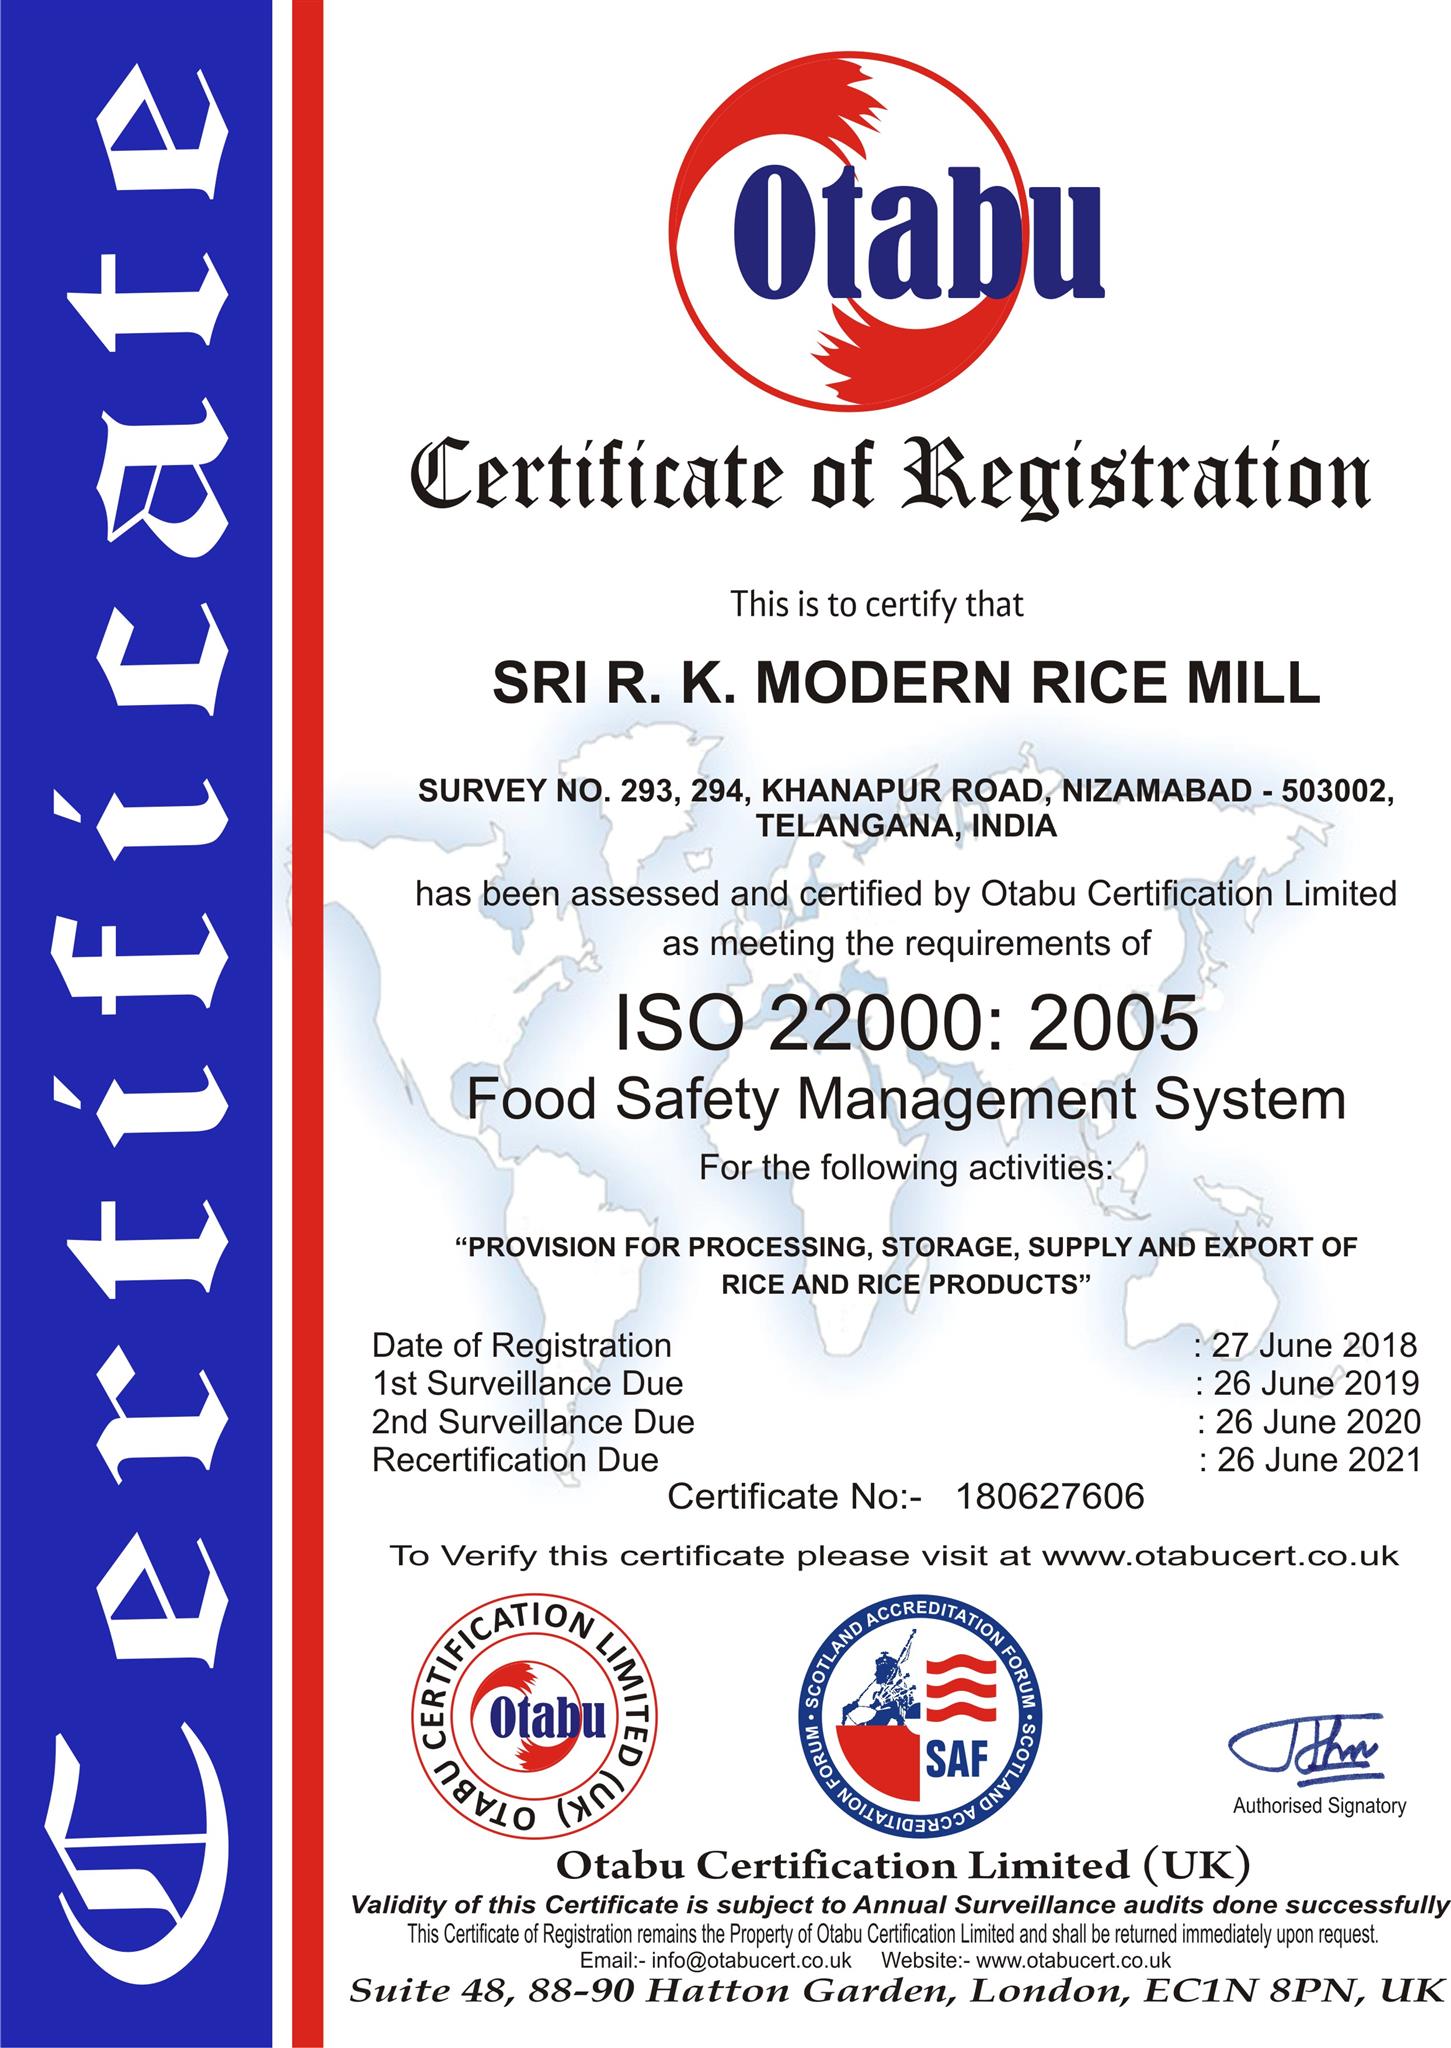 Certificate
Otabu
Certificate of Registration
This is to certify that
SRI R. K. MODERN RICE MILL
SURVEY NO. 293, 294, KHANAPUR ROAD, NIZAMABAD - 503002,
TELANGANA, INDIA
has been assessed and certified by Otabu Certification Limited
as meeting the requirements of
ISO 22000: 2005
Food Safety Management System
For the following activities:
“PROVISION FOR PROCESSING, STORAGE, SUPPLY AND EXPORT OF
RICE AND RICE PRODUCTS”
Date of Registration : 27 June 2018
1st Surveillance Due : 26 June 2019
2nd Surveillance Due : 26 June 2020
Recertification Due : 26 June 2021
Certificate No:- 180627606
To Verify this certificate please visit at www.otabucert.co.uk
OTABU CERTIFICATION LIMITED (UK)
Otabu
SCOTLAND ACCREDITATION FORUM • SCOTLAND ACCREDITATION FORUM •
SAF
Authorised Signatory
Otabu Certification Limited (UK)
Validity of this Certificate is subject to Annual Surveillance audits done successfully
This Certificate of Registration remains the Property of Otabu Certification Limited and shall be returned immediately upon request.
Email:- info@otabucert.co.uk Website:- www.otabucert.co.uk
Suite 48, 88-90 Hatton Garden, London, EC1N 8PN, UK